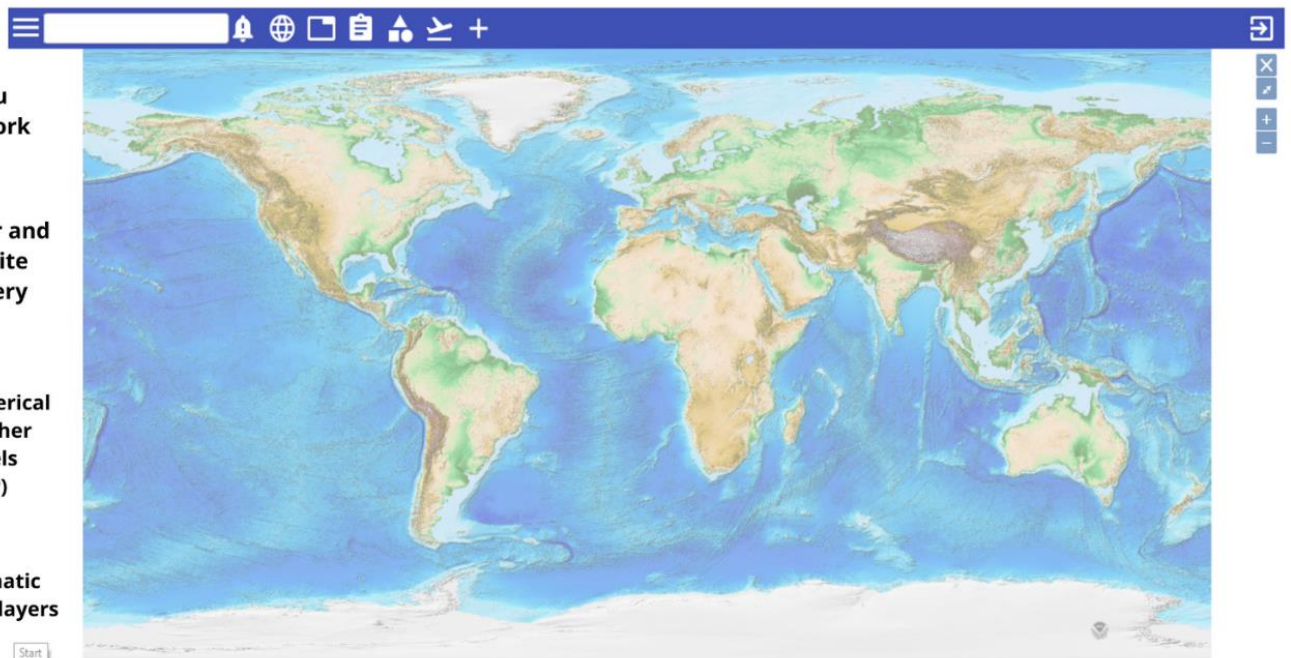 u
ork
r and
ite
ery
erical
her
els
)
natic
layers
Start